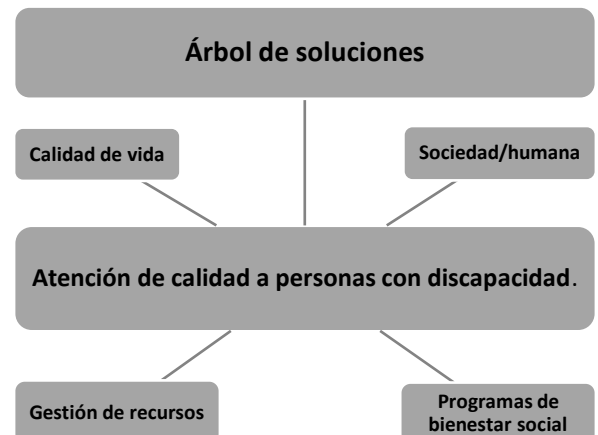 Árbol de soluciones
Calidad de vida
Sociedad/humana
Atención de calidad a personas con discapacidad.
Gestión de recursos
Programas de
bienestar social